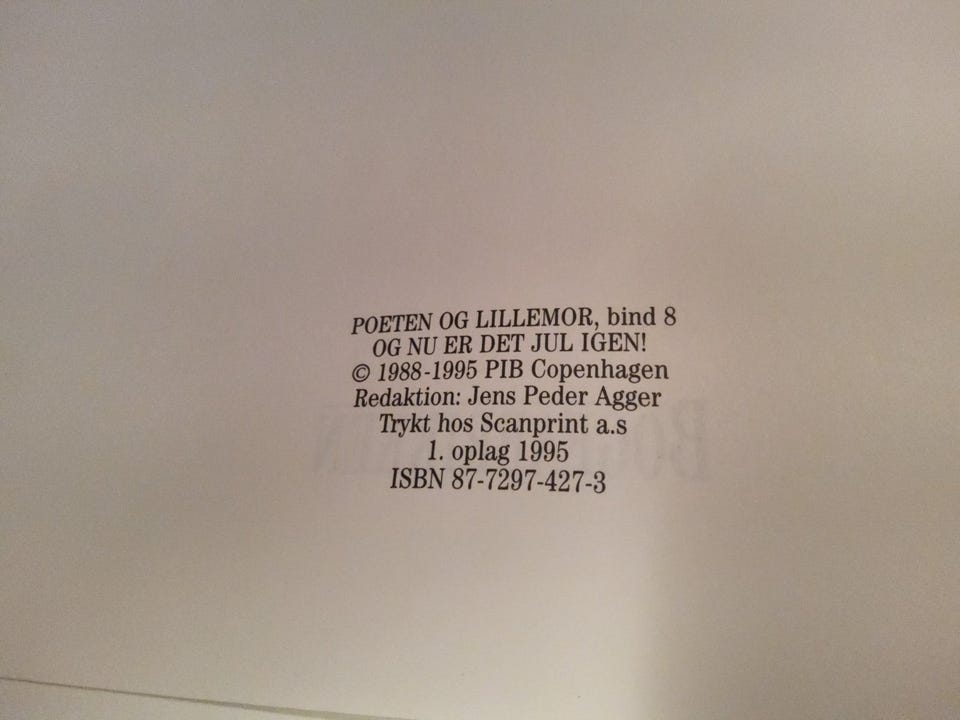 POETEN OG LILLEMOR, bind 8
OG NU ER DET JUL IGEN!
© 1988-1995 PIB Copenhagen
Redaktion: Jens Peder Agger
Trykt hos Scanprint a.s
1. oplag 1995
ISBN 87-7297-427-3